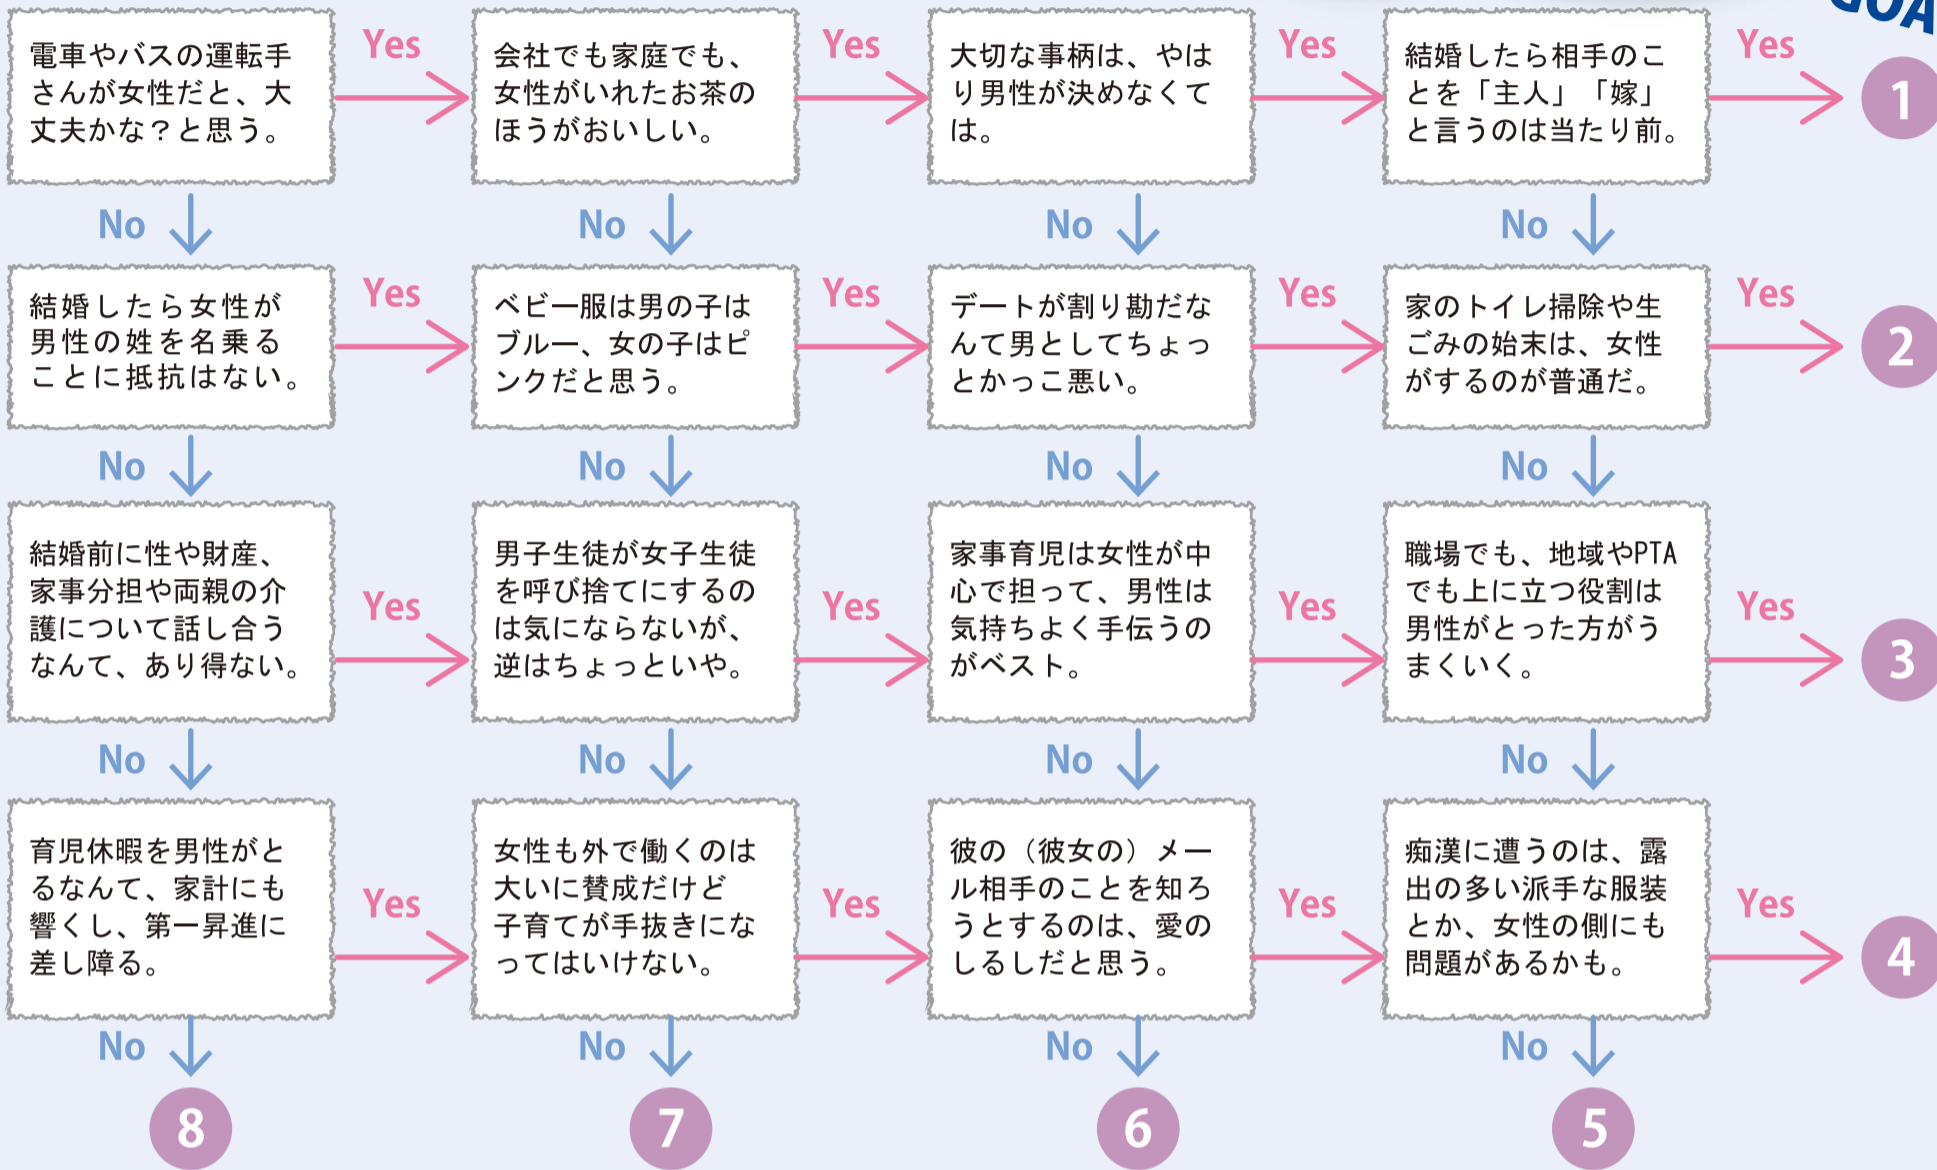 GOA
電車やバスの運転手
さんが女性だと、大
丈夫かな？と思う。
Yes
会社でも家庭でも、
女性がいれたお茶の
ほうがおいしい。
Yes
大切な事柄は、やは
り男性が決めなくて
は。
Yes
結婚したら相手のこ
とを「主人」「嫁」
と言うのは当たり前。
Yes
1
No
No
No
No
結婚したら女性が
男性の姓を名乗る
ことに抵抗はない。
Yes
ベビー服は男の子は
ブルー、女の子はピ
ンクだと思う。
Yes
デートが割り勘だな
んて男としてちょっ
とかっこ悪い。
Yes
家のトイレ掃除や生
ごみの始末は、女性
がするのが普通だ。
Yes
2
No
No
No
No
結婚前に性や財産、
家事分担や両親の介
護について話し合う
なんて、あり得ない。
Yes
男子生徒が女子生徒
を呼び捨てにするの
は気にならないが、
逆はちょっといや。
Yes
家事育児は女性が中
心で担って、男性は
気持ちよく手伝うの
がベスト。
Yes
職場でも、地域やPTA
でも上に立つ役割は
男性がとった方がう
まくいく。
Yes
3
No
No
No
No
育児休暇を男性がと
るなんて、家計にも
響くし、第一昇進に
差し障る。
Yes
女性も外で働くのは
大いに賛成だけど
子育てが手抜きにな
ってはいけない。
Yes
彼の（彼女の）メー
ル相手のことを知ろ
うとするのは、愛の
しるしだと思う。
Yes
痴漢に遭うのは、露
出の多い派手な服装
とか、女性の側にも
問題があるかも。
Yes
4
No
No
No
No
8
7
6
5